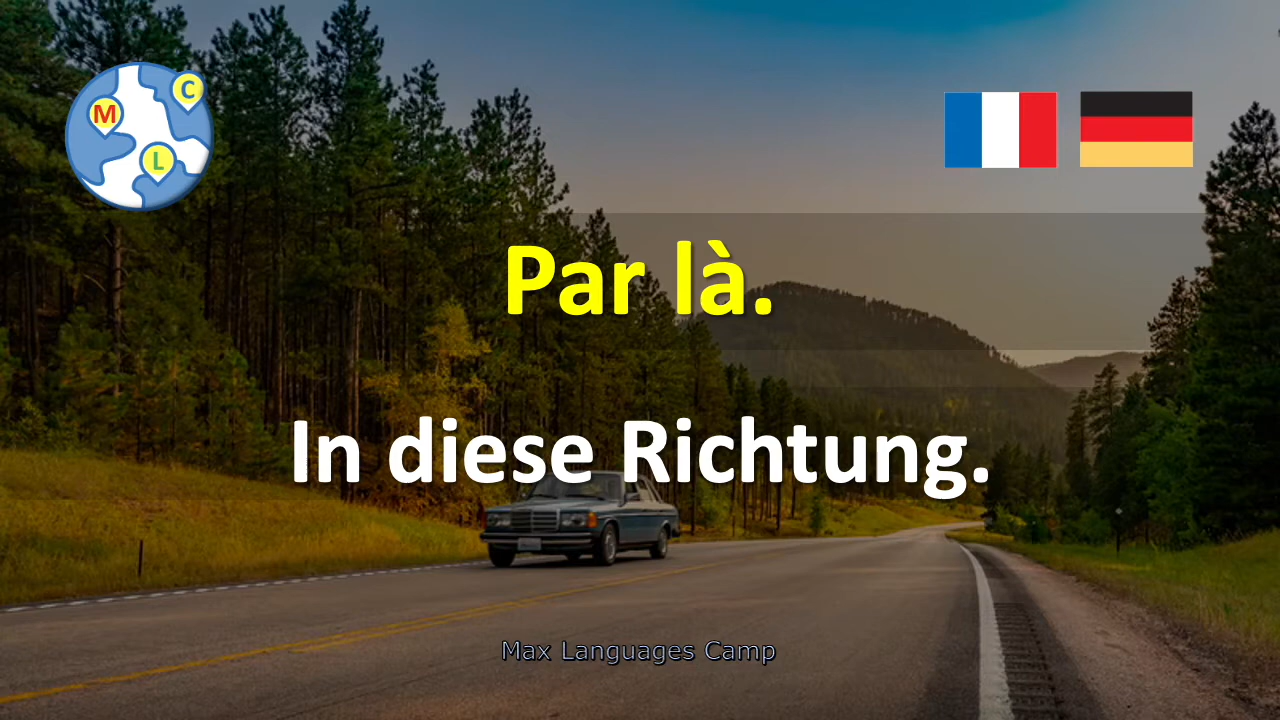 M
C
L
Par là.
In diese Richtung.
Max Languages Camp